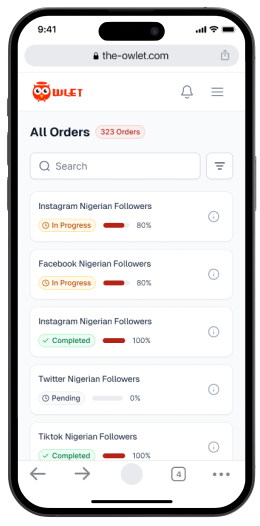 9:41
the-owlet.com
OWLET
All Orders 323 Orders
Search
Instagram Nigerian Followers
In Progress 80%
Facebook Nigerian Followers
In Progress 80%
Instagram Nigerian Followers
Completed 100%
Twitter Nigerian Followers
Pending 0%
Tiktok Nigerian Followers
Completed 100%
4